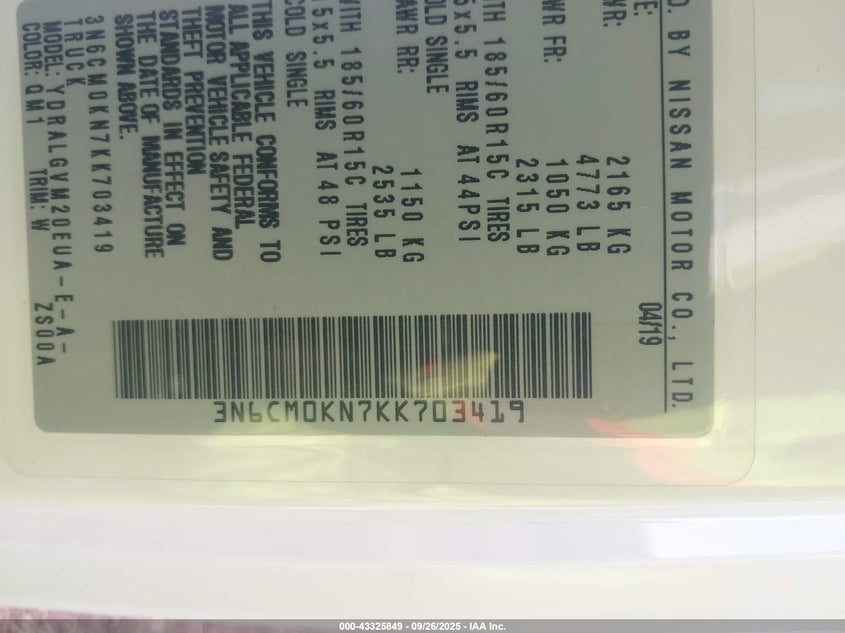 D. BY NISSAN MOTOR CO., LTD.
E: 04/19
WR: 2165 KG
4773 LB
AWR FR: 1050 KG
2315 LB
WITH 185/60R15C TIRES
5x5.5 RIMS AT 44PSI
OLD SINGLE
AWR RR: 1150 KG
2535 LB
WITH 185/60R15C TIRES
15x5.5 RIMS AT 48 PSI
COLD SINGLE
THIS VEHICLE CONFORMS TO
ALL APPLICABLE FEDERAL
MOTOR VEHICLE SAFETY AND
THEFT PREVENTION
STANDARDS IN EFFECT ON
THE DATE OF MANUFACTURE
SHOWN ABOVE.
3N6CM0KN7KK703419
TRUCK
MODEL: YDRALGVM20EUA-E-A-
COLOR: QM1 TRIM: W ZS00A
3N6CM0KN7KK703419
000-43325849 - 09/26/2025 - IAA Inc.